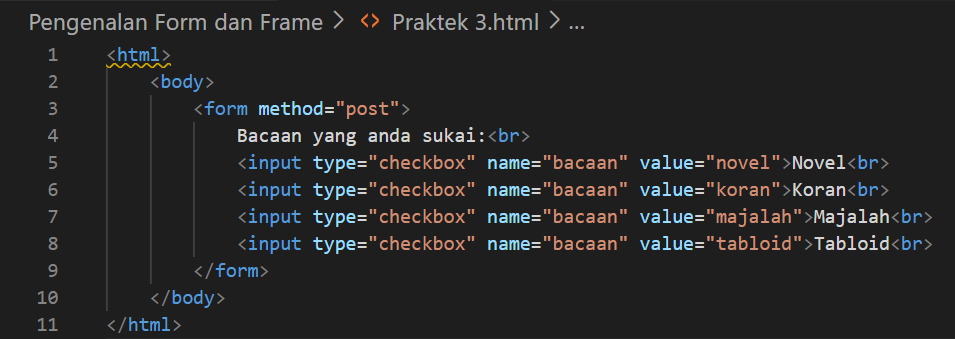 Pengenalan Form dan Frame > <> Praktek 3.html > ...
1 <html>
2 <body>
3 <form method="post">
4 Bacaan yang anda sukai:<br>
5 <input type="checkbox" name="bacaan" value="novel">Novel<br>
6 <input type="checkbox" name="bacaan" value="koran">Koran<br>
7 <input type="checkbox" name="bacaan" value="majalah">Majalah<br>
8 <input type="checkbox" name="bacaan" value="tabloid">Tabloid<br>
9 </form>
10 </body>
11 </html>